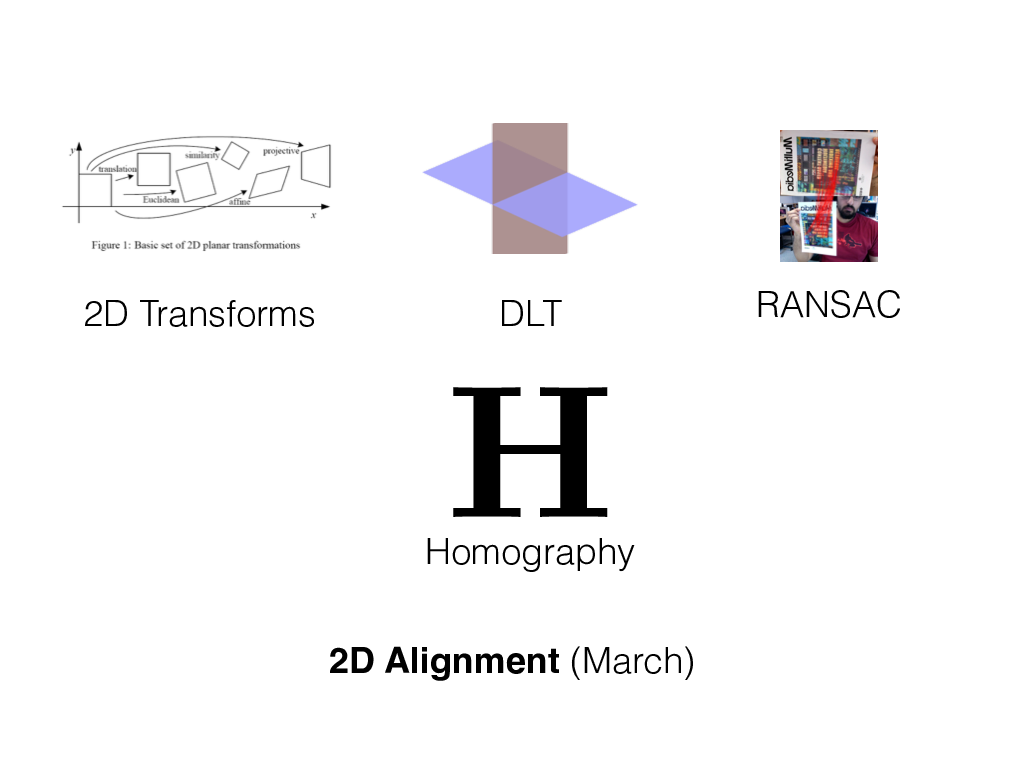 y
translation
similarity
projective
Euclidean
affine
x
Figure 1: Basic set of 2D planar transformations
2D Transforms
DLT
RANSAC
H
Homography
2D Alignment (March)